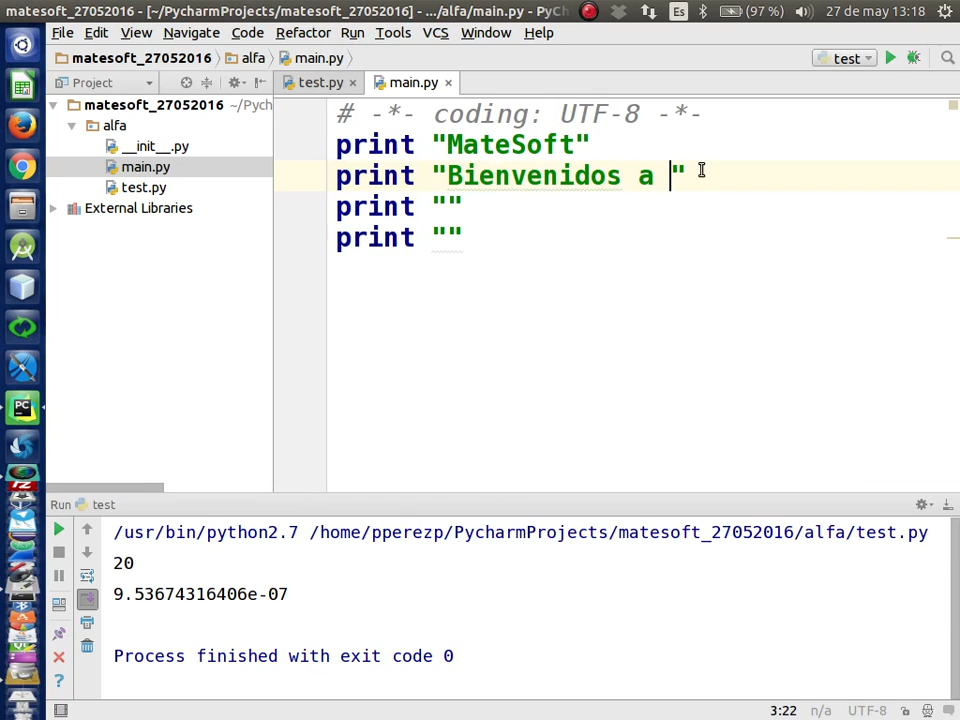 matesoft_27052016 - [~/PycharmProjects/matesoft_27052016] - .../alfa/main.py - PyCh
Es
(97 %)
27 de may 13:18
File Edit View Navigate Code Refactor Run Tools VCS Window Help
matesoft_27052016 alfa main.py
test
Project
test.py × main.py ×
matesoft_27052016 ~/Pych
alfa
__init__.py
main.py
test.py
External Libraries
# -*- coding: UTF-8 -*-
print "MateSoft"
print "Bienvenidos a "
print ""
print ""
Run test
/usr/bin/python2.7 /home/pperezp/PycharmProjects/matesoft_27052016/alfa/test.py
20
9.53674316406e-07
Process finished with exit code 0
3:22 n/a UTF-8
PC